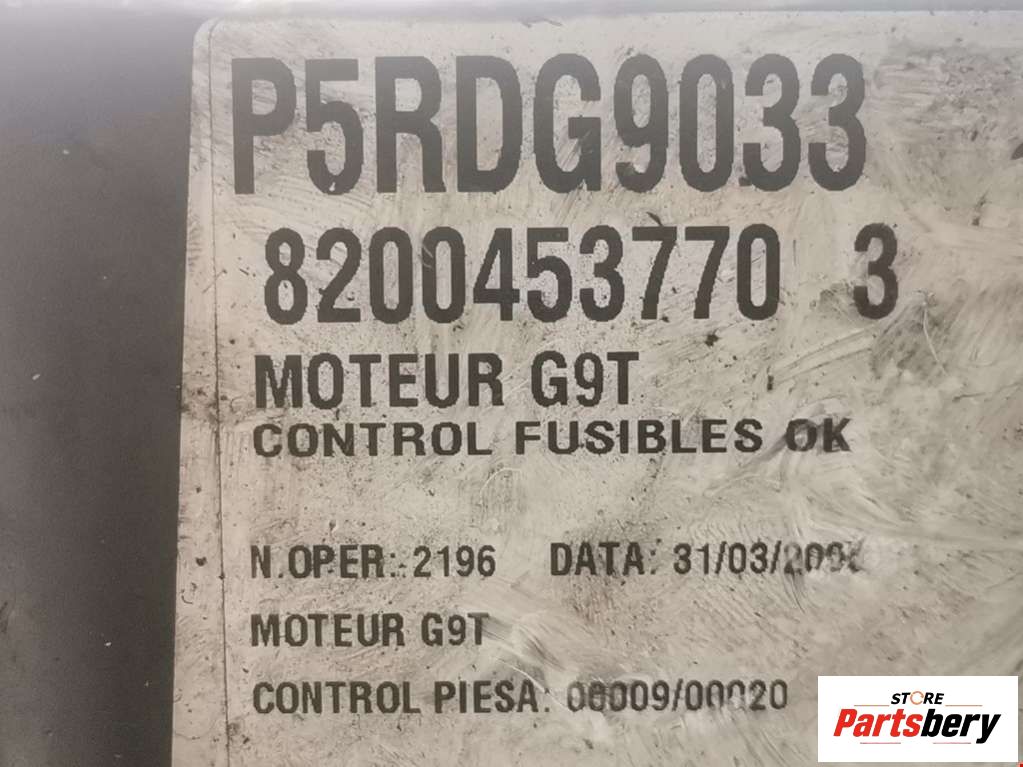 P5RDG9033
8200453770 3
MOTEUR G9T
CONTROL FUSIBLES OK
N.OPER.: 2196 DATA: 31/03/
MOTEUR G9T
CONTROL PIESA: 00009/00020
STORE
Partsbery